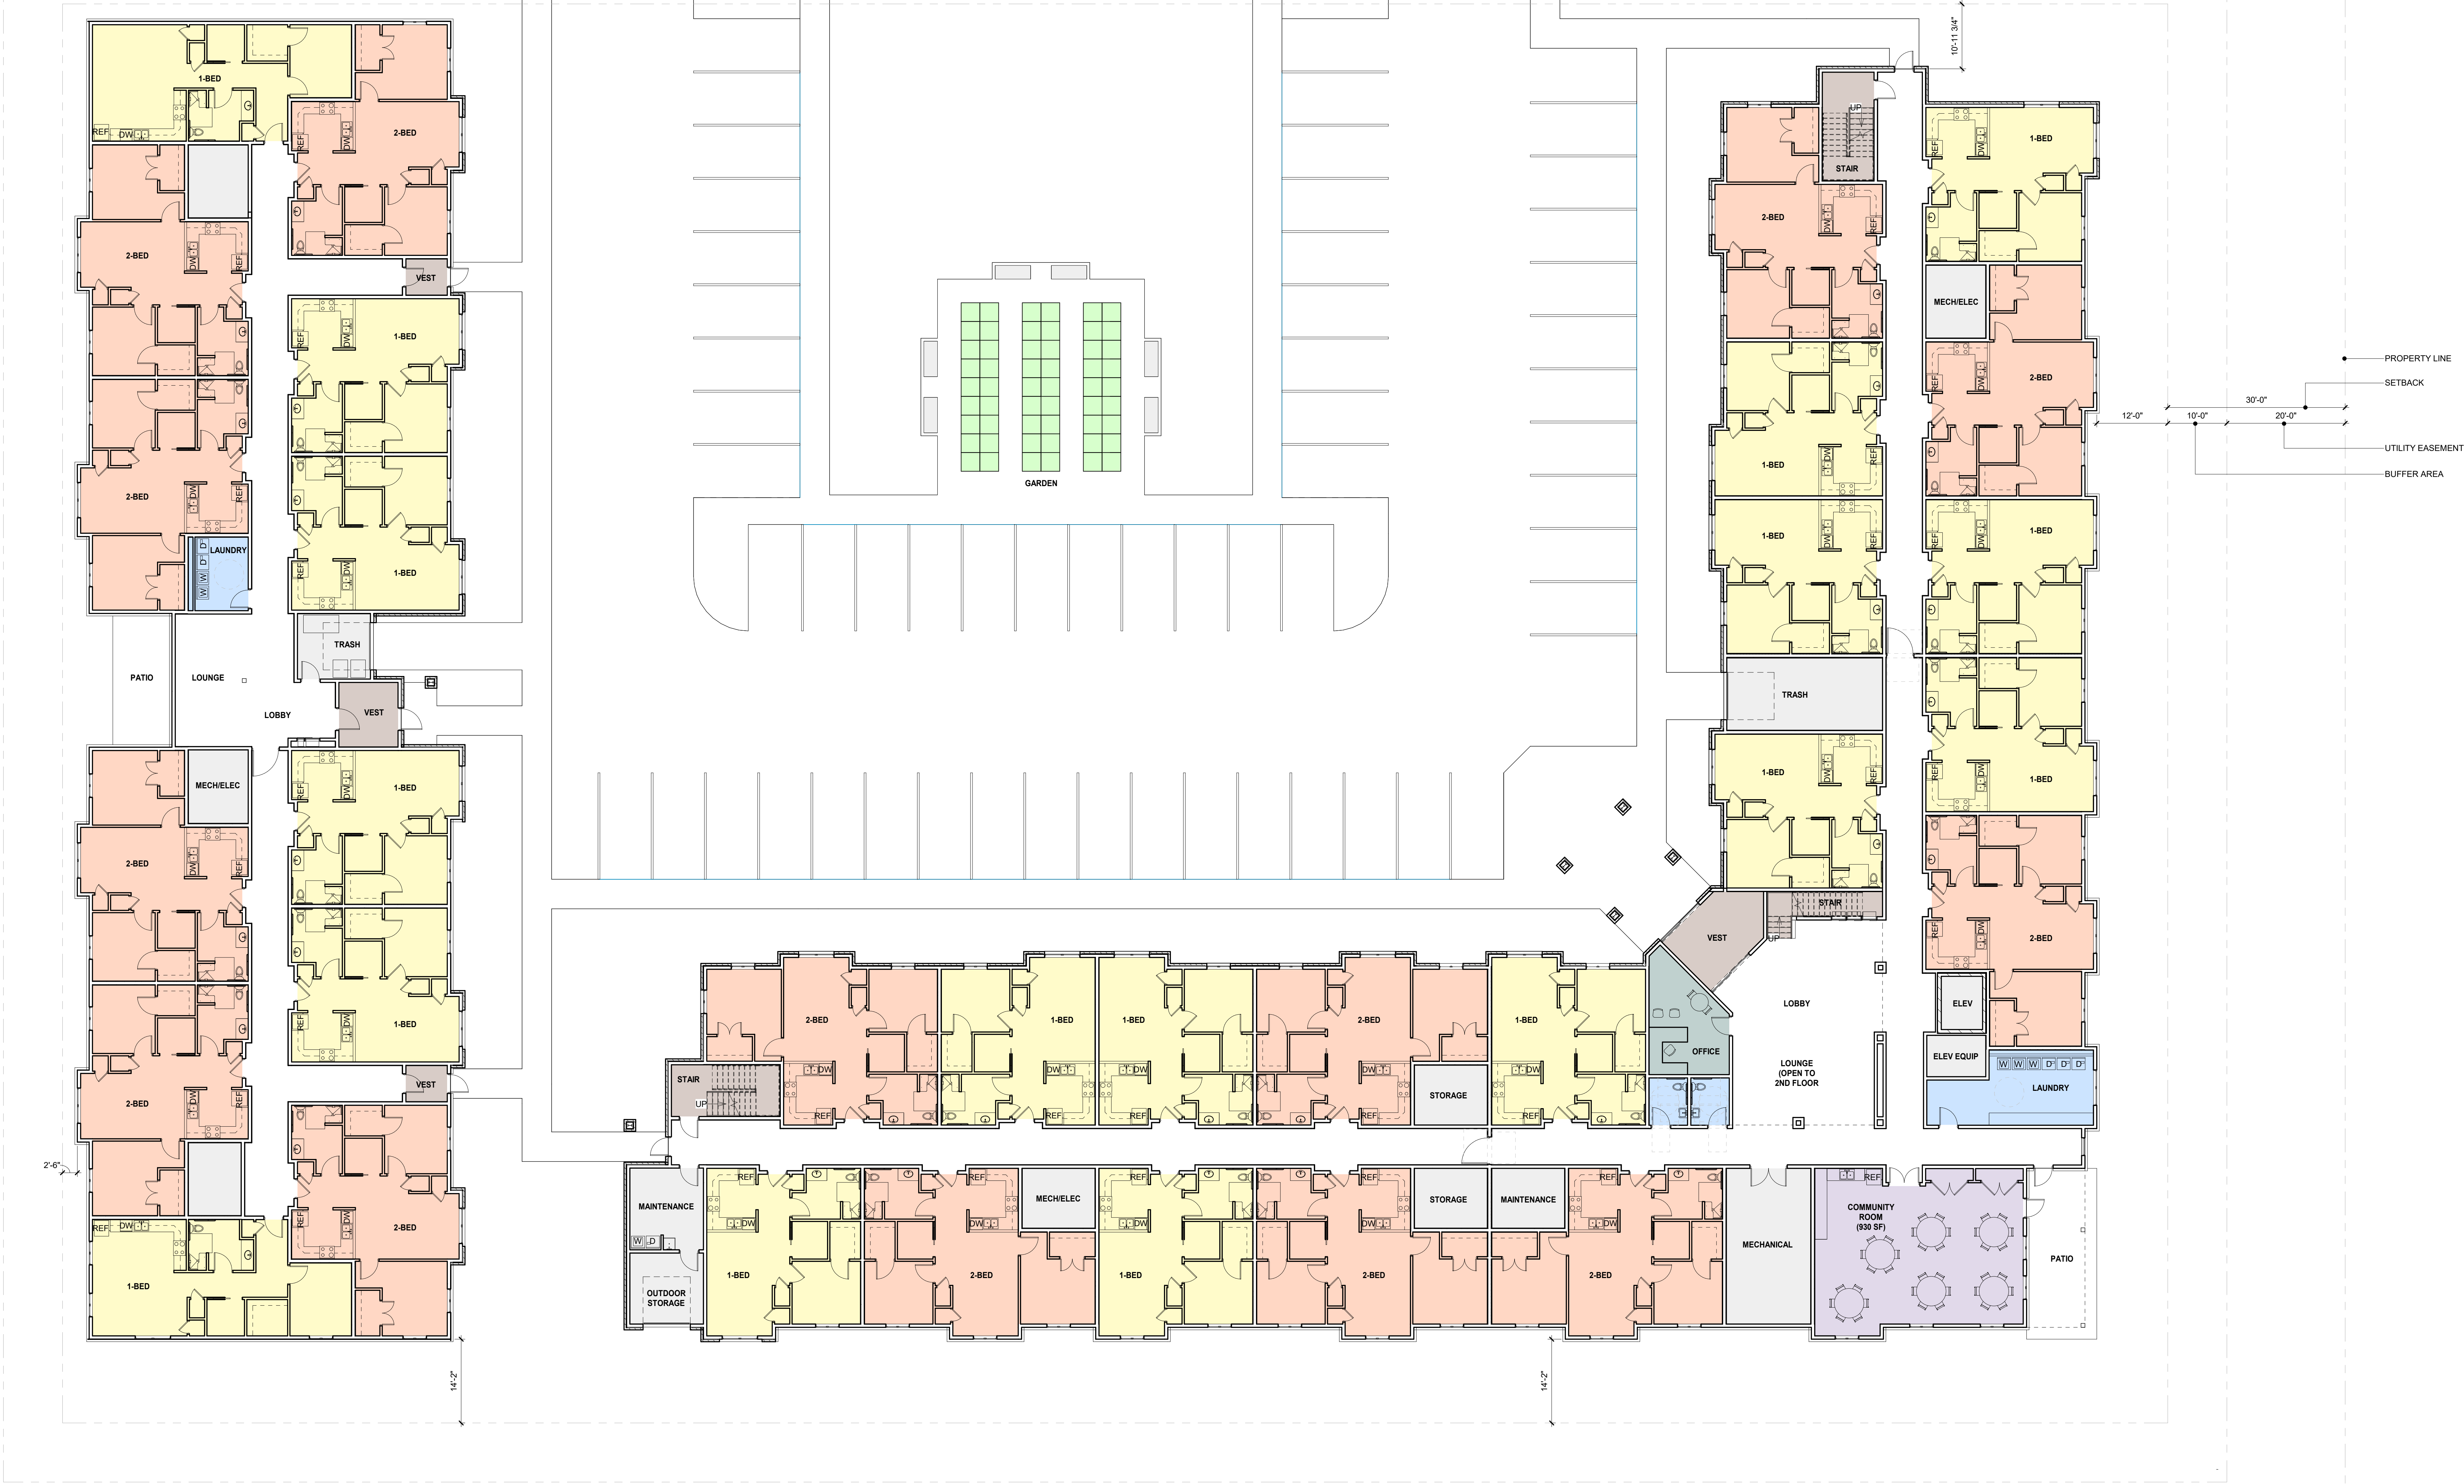 10'-11 3/4"
1-BED
REF
DW
2-BED
REF
DW
2-BED
DW
REF
VEST
1-BED
REF
DW
2-BED
DW
REF
1-BED
REF
DW
LAUNDRY
W W D D
TRASH
PATIO
LOUNGE
LOBBY
VEST
MECH/ELEC
1-BED
REF
DW
2-BED
DW
REF
1-BED
REF
DW
VEST
2-BED
DW
REF
2'-6"
2-BED
REF
DW
1-BED
REF
DW
14'-2"
GARDEN
UP
STAIR
1-BED
REF
DW
2-BED
DW
REF
MECH/ELEC
2-BED
REF
DW
1-BED
DW
REF
1-BED
DW
REF
1-BED
REF
DW
TRASH
1-BED
REF
DW
1-BED
DW
REF
STAIR
UP
VEST
2-BED
REF
DW
LOBBY
ELEV
ELEV EQUIP
LOUNGE
(OPEN TO
2ND FLOOR
OFFICE
W W W D D D
LAUNDRY
STAIR
UP
2-BED
DW
REF
1-BED
DW
REF
1-BED
DW
REF
2-BED
DW
REF
STORAGE
1-BED
DW
REF
MAINTENANCE
W D
OUTDOOR
STORAGE
REF
DW
1-BED
REF
DW
2-BED
MECH/ELEC
REF
DW
1-BED
REF
DW
2-BED
STORAGE
MAINTENANCE
REF
DW
2-BED
MECHANICAL
REF
COMMUNITY
ROOM
(930 SF)
PATIO
14'-2"
PROPERTY LINE
SETBACK
30'-0"
12'-0"
10'-0"
20'-0"
UTILITY EASEMENT
BUFFER AREA